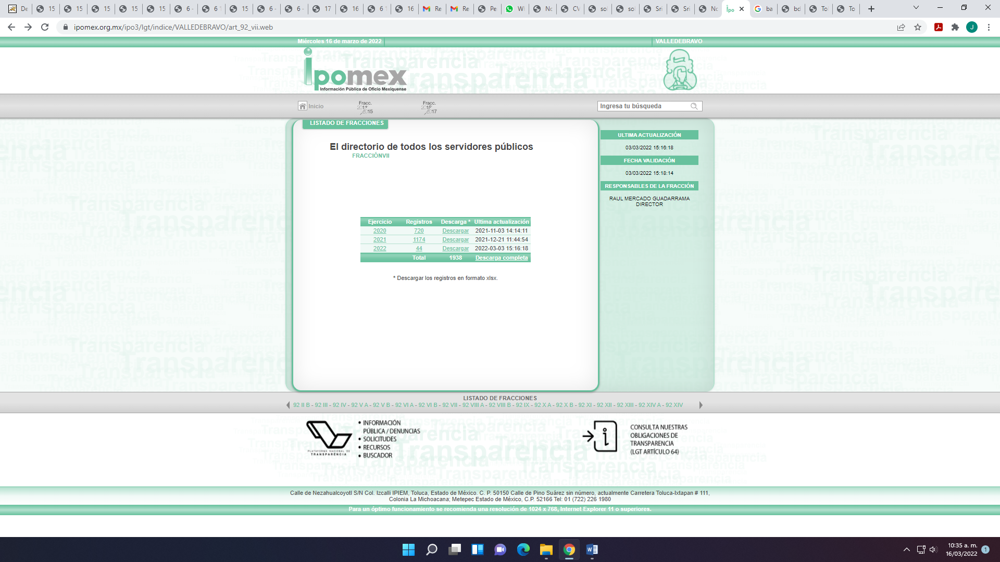 De
15
15
15
15
15
6 -
6 1
15
6 -
6 -
17
16
6 1
16
Re
Re
Pe
Wl
Nc
CV
sol
sol
Sri
Sri
Nc
ba
bd
To
To
ipomex.org.mx/ipo3/lgt/indice/VALLEDEBRAVO/art_92_vii.web
J
Miércoles 16 de marzo de 2022
VALLEDEBRAVO
ipomex
Información Pública de Oficio Mexiquense
Transparencia
Inicio
Fracc.
2015
Fracc.
2017
Ingresa tu búsqueda
LISTADO DE FRACCIONES
El directorio de todos los servidores públicos
FRACCIÓNVII
Ejercicio Registros Descarga * Ultima actualización
2020 720 Descargar 2021-11-03 14:14:11
2021 1174 Descargar 2021-12-21 11:44:54
2022 44 Descargar 2022-03-03 15:16:18
Total 1938 Descarga completa
* Descargar los registros en formato xlsx.
ULTIMA ACTUALIZACIÓN
03/03/2022 15:16:18
FECHA VALIDACIÓN
03/03/2022 15:18:14
RESPONSABLES DE LA FRACCIÓN
RAUL MERCADO GUADARRAMA
DIRECTOR
LISTADO DE FRACCIONES
92 II B - 92 III - 92 IV - 92 V A - 92 V B - 92 VI A - 92 VI B - 92 VII - 92 VIII A - 92 VIII B - 92 IX - 92 X A - 92 X B - 92 XI - 92 XII - 92 XIII - 92 XIV A - 92 XIV
PLATAFORMA NACIONAL DE
TRANSPARENCIA
• INFORMACIÓN
PÚBLICA / DENUNCIAS
• SOLICITUDES
• RECURSOS
• BUSCADOR
CONSULTA NUESTRAS
OBLIGACIONES DE
TRANSPARENCIA
(LGT ARTÍCULO 64)
Calle de Nezahualcoyotl S/N Col. Izcalli IPIEM, Toluca, Estado de México. C. P. 50150 Calle de Pino Suárez sin número, actualmente Carretera Toluca-Ixtapan # 111,
Colonia La Michoacana; Metepec Estado de México, C.P. 52166 Tel: 01 (722) 226 1980
Para un óptimo funcionamiento se recomienda una resolución de 1024 x 768, Internet Explorer 11 o superiores.
10:35 a. m.
16/03/2022
1